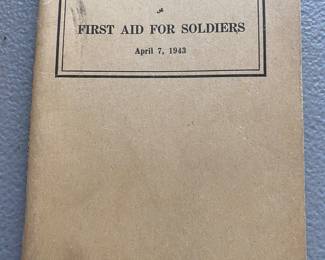 FIRST AID FOR SOLDIERS
April 7, 1943